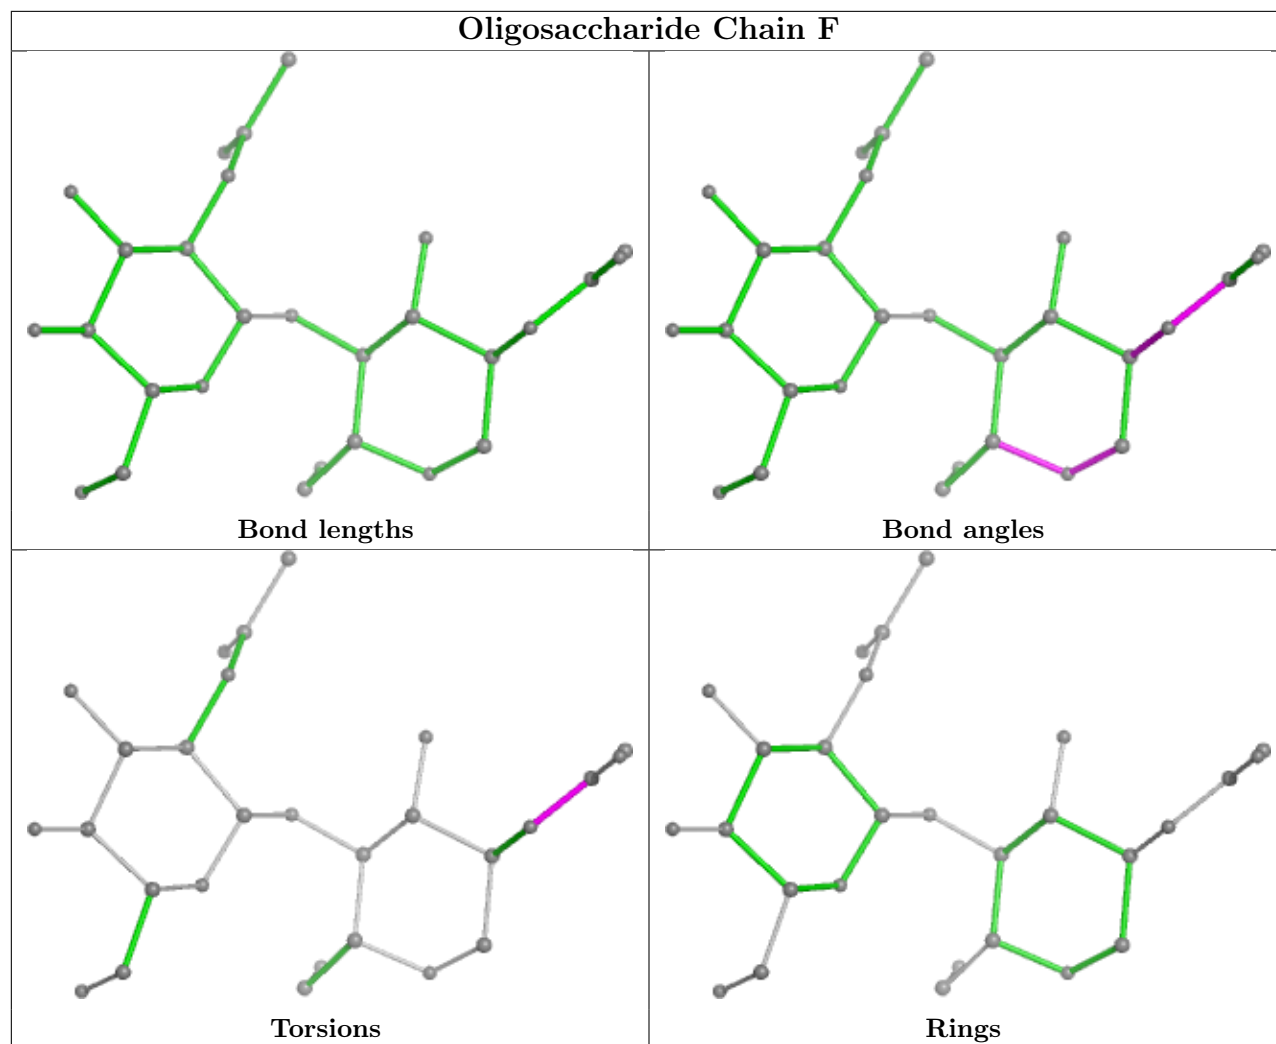 Oligosaccharide Chain F
Bond lengths
Bond angles
Torsions
Rings